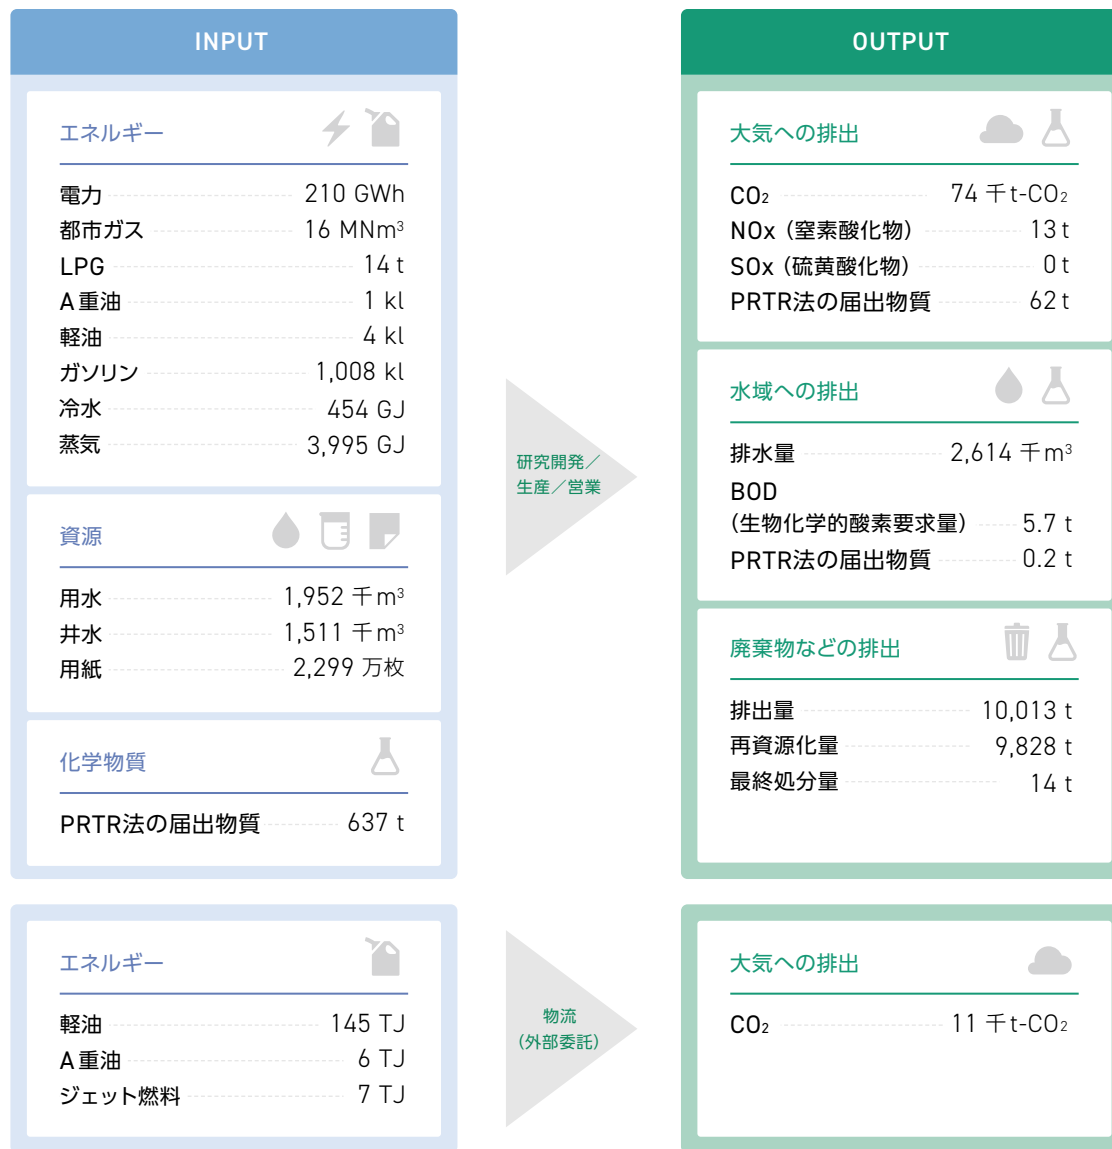 INPUT
エネルギー
電力 210 GWh
都市ガス 16 MNm³
LPG 14 t
A重油 1 kl
軽油 4 kl
ガソリン 1,008 kl
冷水 454 GJ
蒸気 3,995 GJ
資源
用水 1,952 千m³
井水 1,511 千m³
用紙 2,299 万枚
化学物質
PRTR法の届出物質 637 t
研究開発／
生産／営業
OUTPUT
大気への排出
CO₂ 74 千t-CO₂
NOx（窒素酸化物） 13 t
SOx（硫黄酸化物） 0 t
PRTR法の届出物質 62 t
水域への排出
排水量 2,614 千m³
BOD
（生物化学的酸素要求量） 5.7 t
PRTR法の届出物質 0.2 t
廃棄物などの排出
排出量 10,013 t
再資源化量 9,828 t
最終処分量 14 t
エネルギー
軽油 145 TJ
A重油 6 TJ
ジェット燃料 7 TJ
物流
（外部委託）
大気への排出
CO₂ 11 千t-CO₂